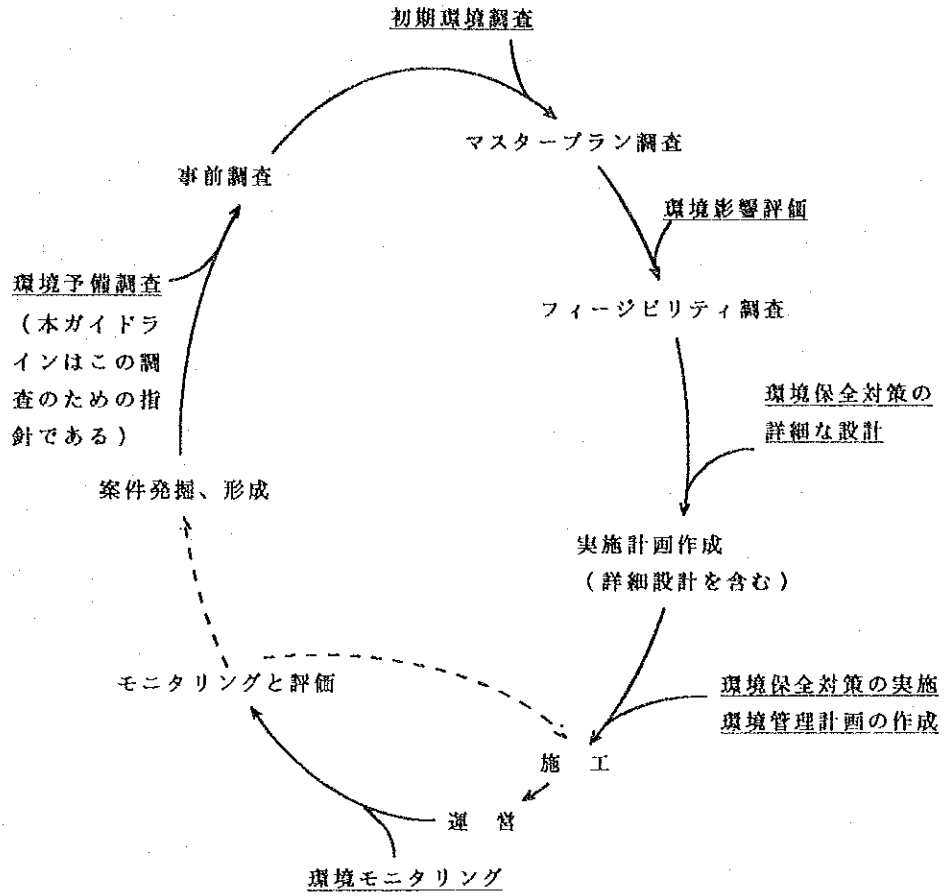 初期環境調査
マスタープラン調査
事前調査
環境影響評価
環境予備調査
(本ガイドラ
インはこの調
査のための指
針である)
フィージビリティ調査
環境保全対策の
詳細な設計
案件発掘、形成
実施計画作成
(詳細設計を含む)
モニタリングと評価
環境保全対策の実施
環境管理計画の作成
施 工
運 営
環境モニタリング